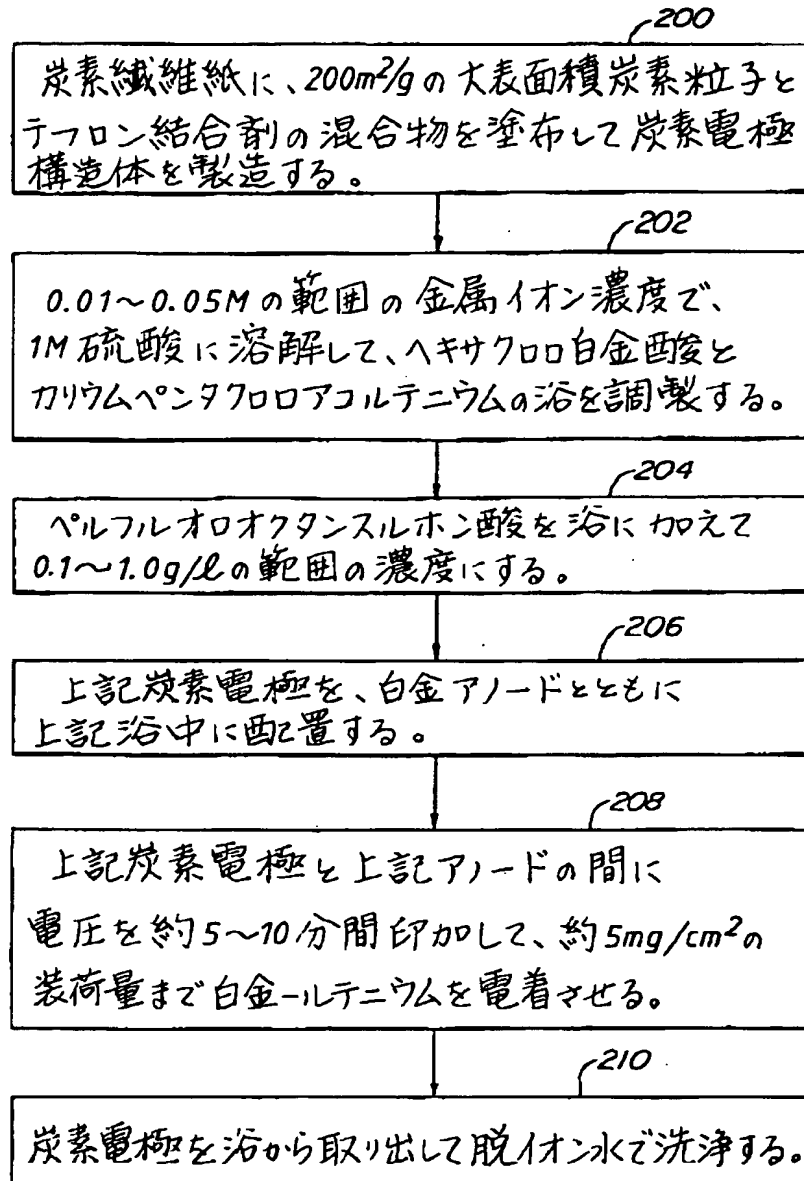 200
炭素繊維紙に、200m²/gの大表面積炭素粒子と
テフロン結合剤の混合物を塗布して炭素電極
構造体を製造する。
202
0.01~0.05Mの範囲の金属イオン濃度で、
1M硫酸に溶解して、ヘキサクロロ白金酸と
カリウムペンタクロロアコルテニウムの浴を調製する。
204
ペルフルオロオクタンスルホン酸を浴に加えて
0.1~1.0g/ℓの範囲の濃度にする。
206
上記炭素電極を、白金アノードとともに
上記浴中に配置する。
208
上記炭素電極と上記アノードの間に
電圧を約5~10分間印加して、約5mg/cm²の
装荷量まで白金ールテニウムを電着させる。
210
炭素電極を浴から取り出して脱イオン水で洗浄する。